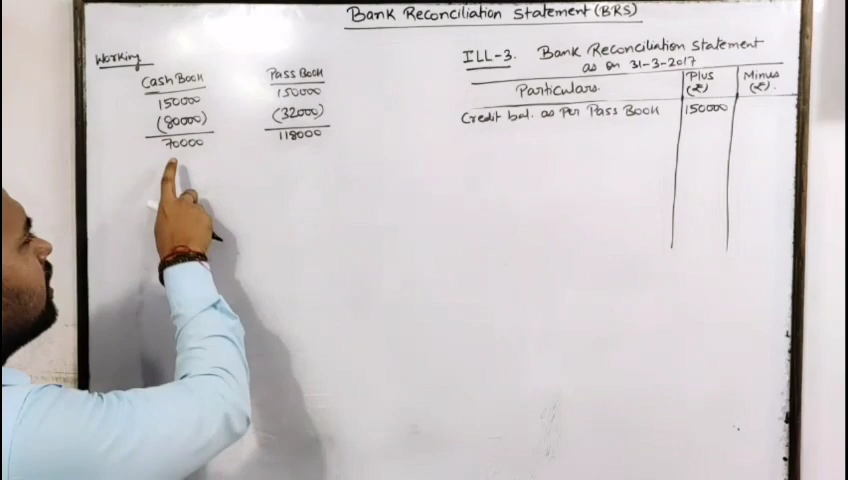 Bank Reconciliation Statement (BRS)
Working
Cash Book
150000
(80000)
70000
Pass Book
150000
(32000)
118000
ILL-3. Bank Reconciliation Statement
as on 31-3-2017
Particulars. Plus (₹) Minus (₹).
Credit bal. as Per Pass Book 150000